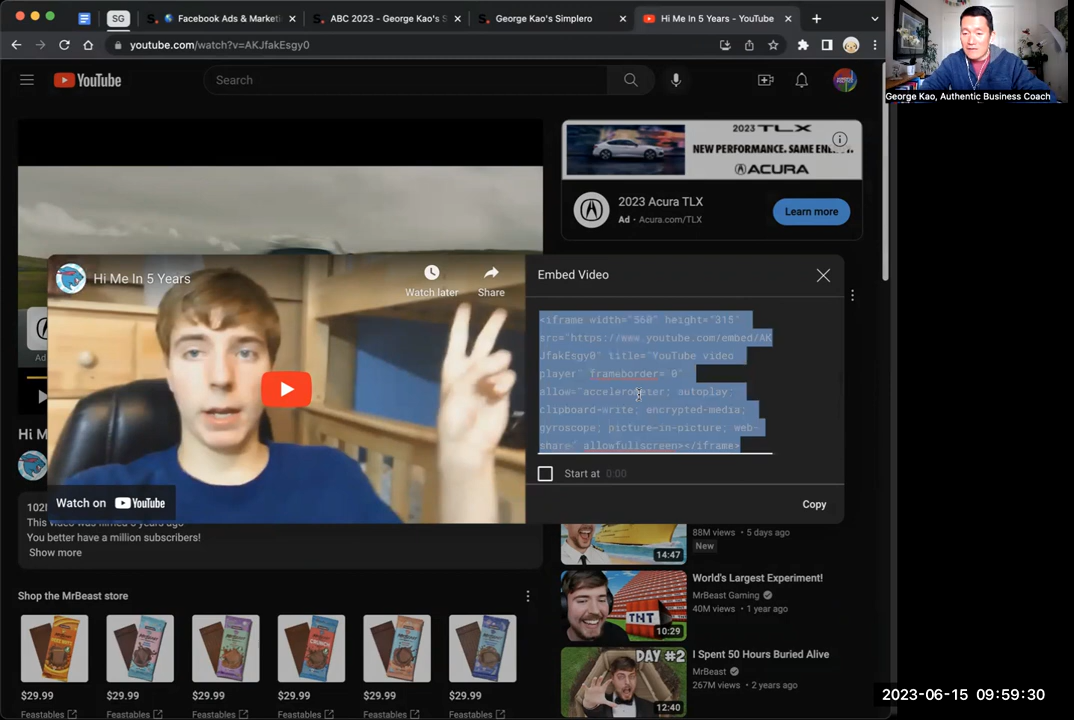 SG
Facebook Ads & Marketi
ABC 2023 - George Kao's S
George Kao's Simplero
Hi Me In 5 Years - YouTube
youtube.com/watch?v=AKJfakEsgy0
George Kao, Authentic Business Coach
YouTube
Search
2023 TLX
NEW PERFORMANCE. SAME EN
ACURA
2023 Acura TLX
Ad • Acura.com/TLX
Learn more
Hi Me In 5 Years
Watch later
Share
Watch on YouTube
Embed Video
<iframe width="560" height="315"
src="https://www.youtube.com/embed/AK
JfakEsgy0" title="YouTube video
player" frameborder="0"
allow="accelerometer; autoplay;
clipboard-write; encrypted-media;
gyroscope; picture-in-picture; web-
share" allowfullscreen></iframe>
Start at 0:00
Copy
Ad
Hi M
102
This video was filmed 5 years ago
You better have a million subscribers!
Show more
Shop the MrBeast store
$29.99
Feastables
$29.99
Feastables
$29.99
Feastables
$29.99
Feastables
$29.99
Feastables
$29.99
Feastables
88M views • 5 days ago
New
14:47
World's Largest Experiment!
MrBeast Gaming
40M views • 1 year ago
TNT
10:29
I Spent 50 Hours Buried Alive
MrBeast
267M views • 2 years ago
DAY #2
12:40
2023-06-15 09:59:30